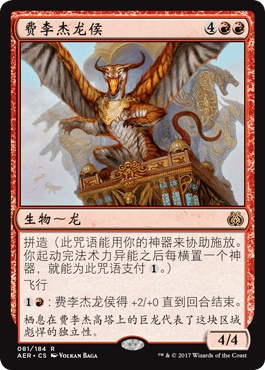 费李杰龙侯 4
生物～龙
拼造（此咒语能用你的神器来协助施放。
你起动完法术力异能之后每横置一个神
器，就能为此咒语支付1。）
飞行
1：费李杰龙侯得 +2/+0 直到回合结束。
栖息在费李杰高塔上的巨龙代表了这块区域
彪悍的独立性。
4/4
081/184 R
AER • CS VOLKAN BAGA
™ & © 2017 Wizards of the Coast